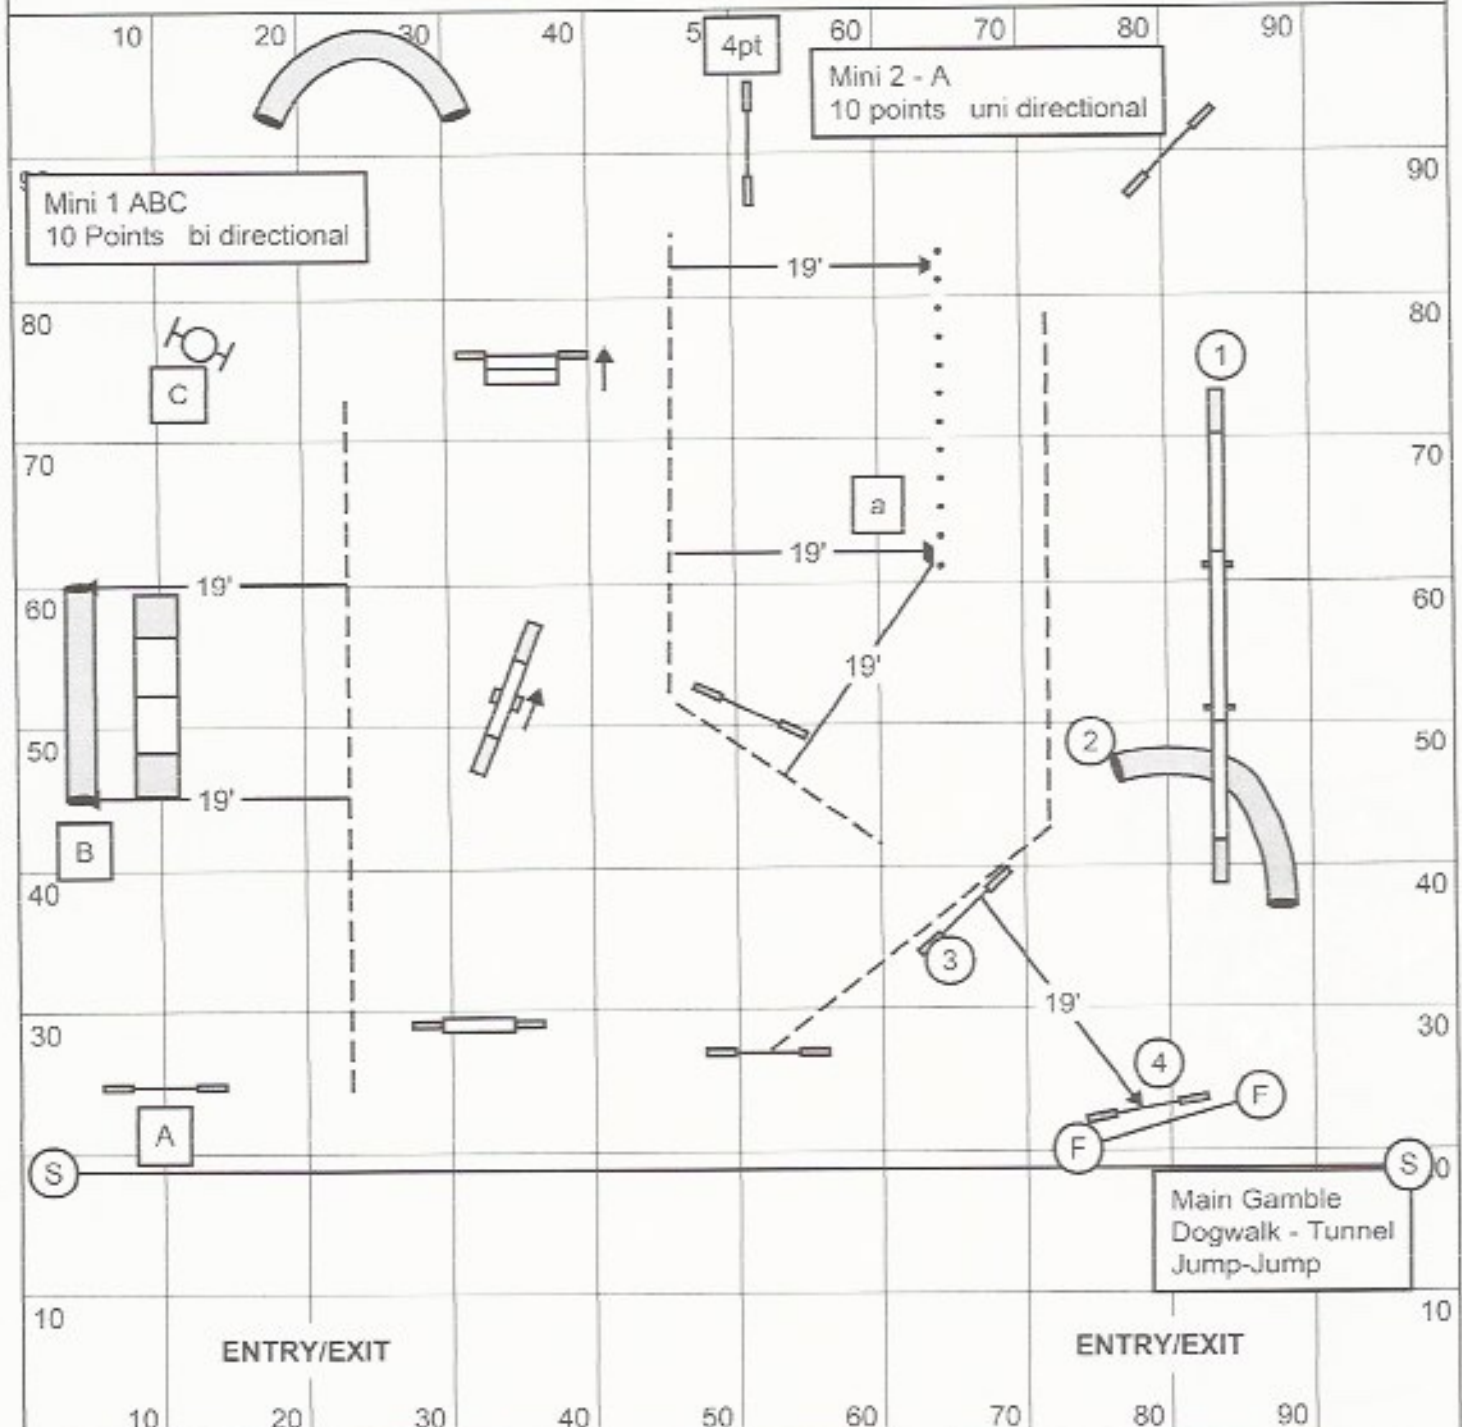 10 20 30 40 5 60 70 80 90
4pt
Mini 2 - A
10 points uni directional
90
Mini 1 ABC
10 Points bi directional
19'
80 80
1
C
70 70
a
19'
19'
60 60
19'
50 2 50
19'
B
40 40
3
19'
30 30
4
F
A
F
S S 0
Main Gamble
Dogwalk - Tunnel
Jump-Jump
10 10
ENTRY/EXIT ENTRY/EXIT
10 20 30 40 50 60 70 80 90